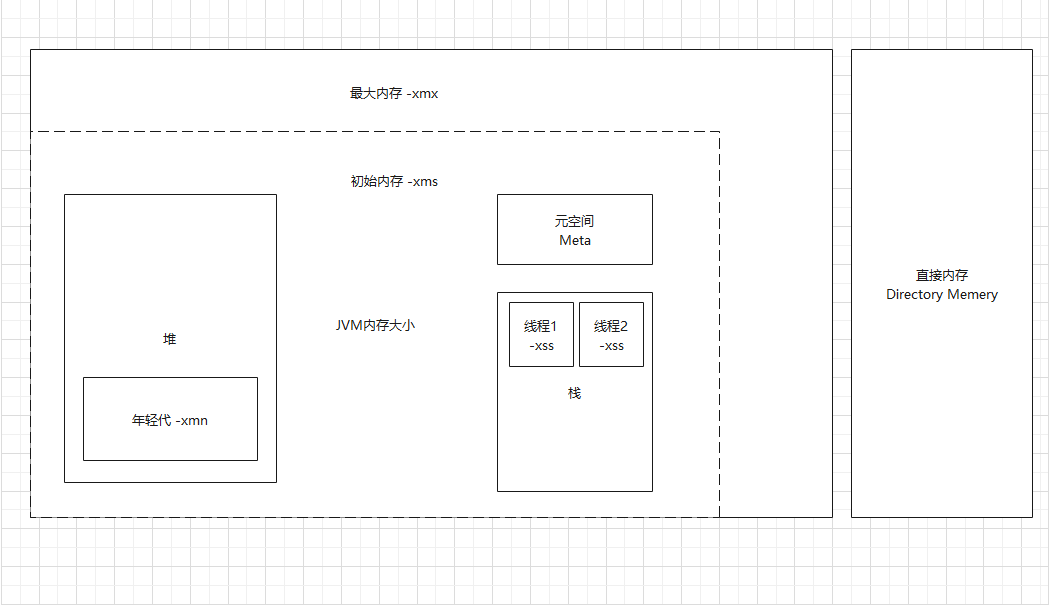 最大内存 -xmx
初始内存 -xms
元空间
Meta
JVM内存大小
堆
年轻代 -xmn
线程1
-xss
线程2
-xss
栈
直接内存
Directory Memery